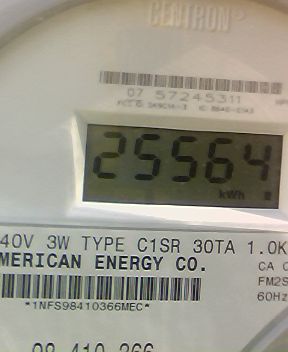 CENTRON
07 57245311
25564
kWh
40V 3W TYPE C1SR 30TA 1.0K
MERICAN ENERGY CO.
CA 
FM2S
60Hz
*1NFS98410366MEC*
98 410 366